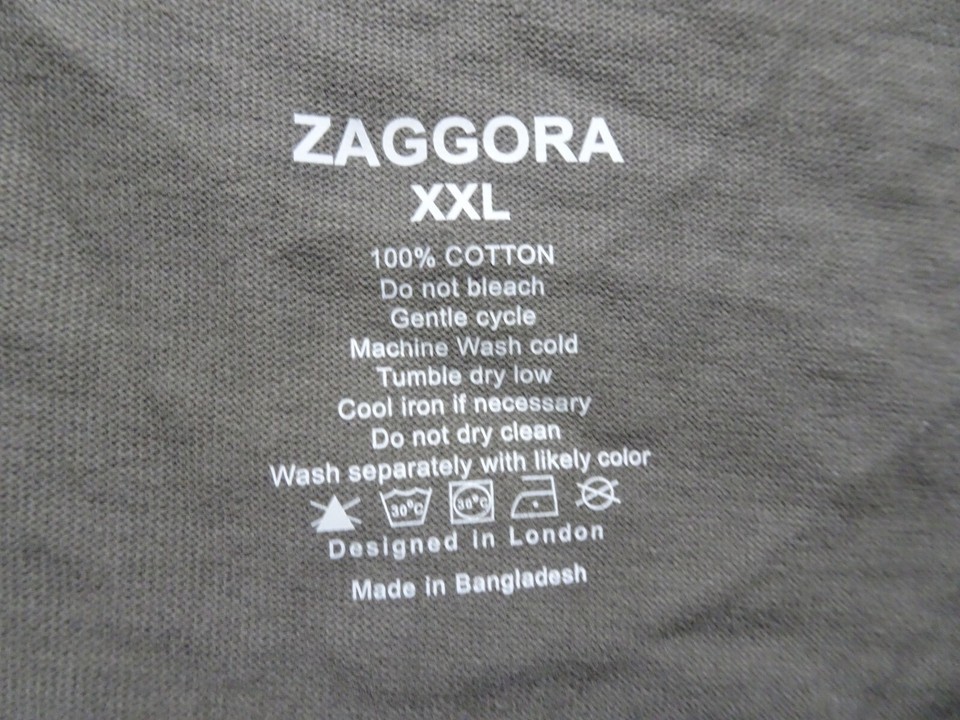 ZAGGORA
XXL
100% COTTON
Do not bleach
Gentle cycle
Machine Wash cold
Tumble dry low
Cool iron if necessary
Do not dry clean
Wash separately with likely color
30°C 30°C
Designed in London
Made in Bangladesh